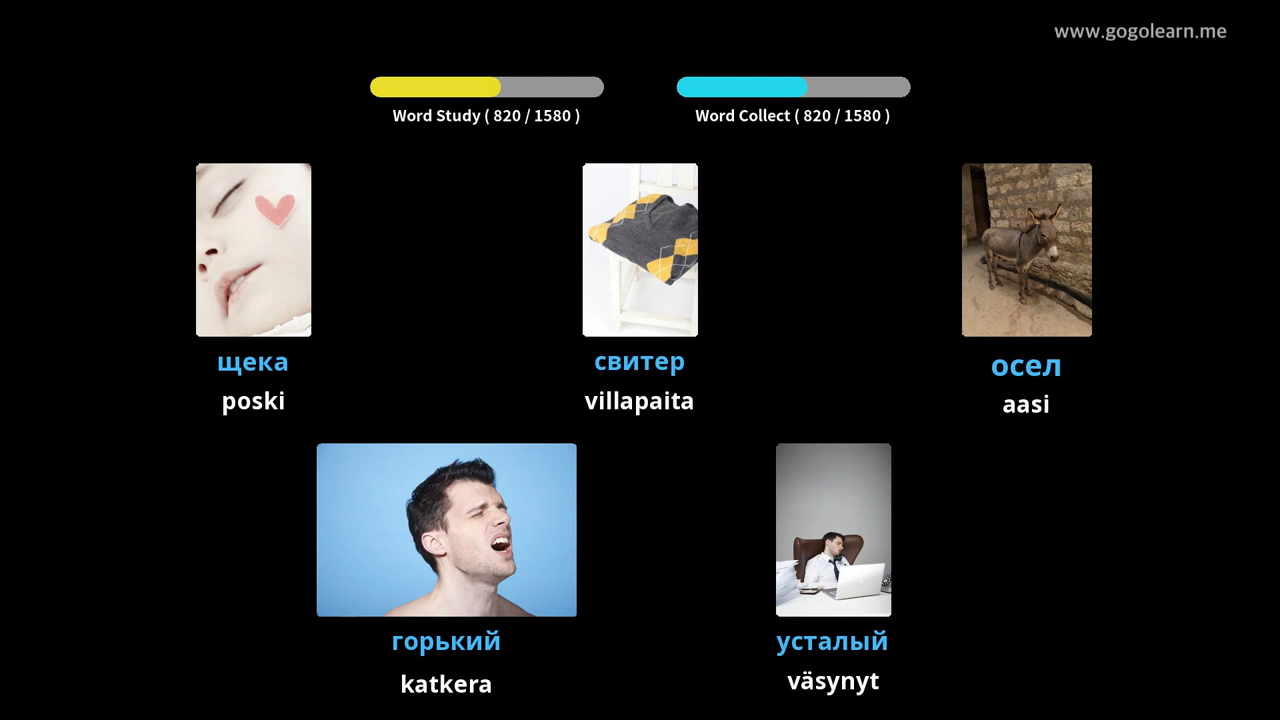 www.gogolearn.me
Word Study ( 820 / 1580 )
Word Collect ( 820 / 1580 )
щека
poski
свитер
villapaita
осел
aasi
горький
katkera
усталый
väsynyt